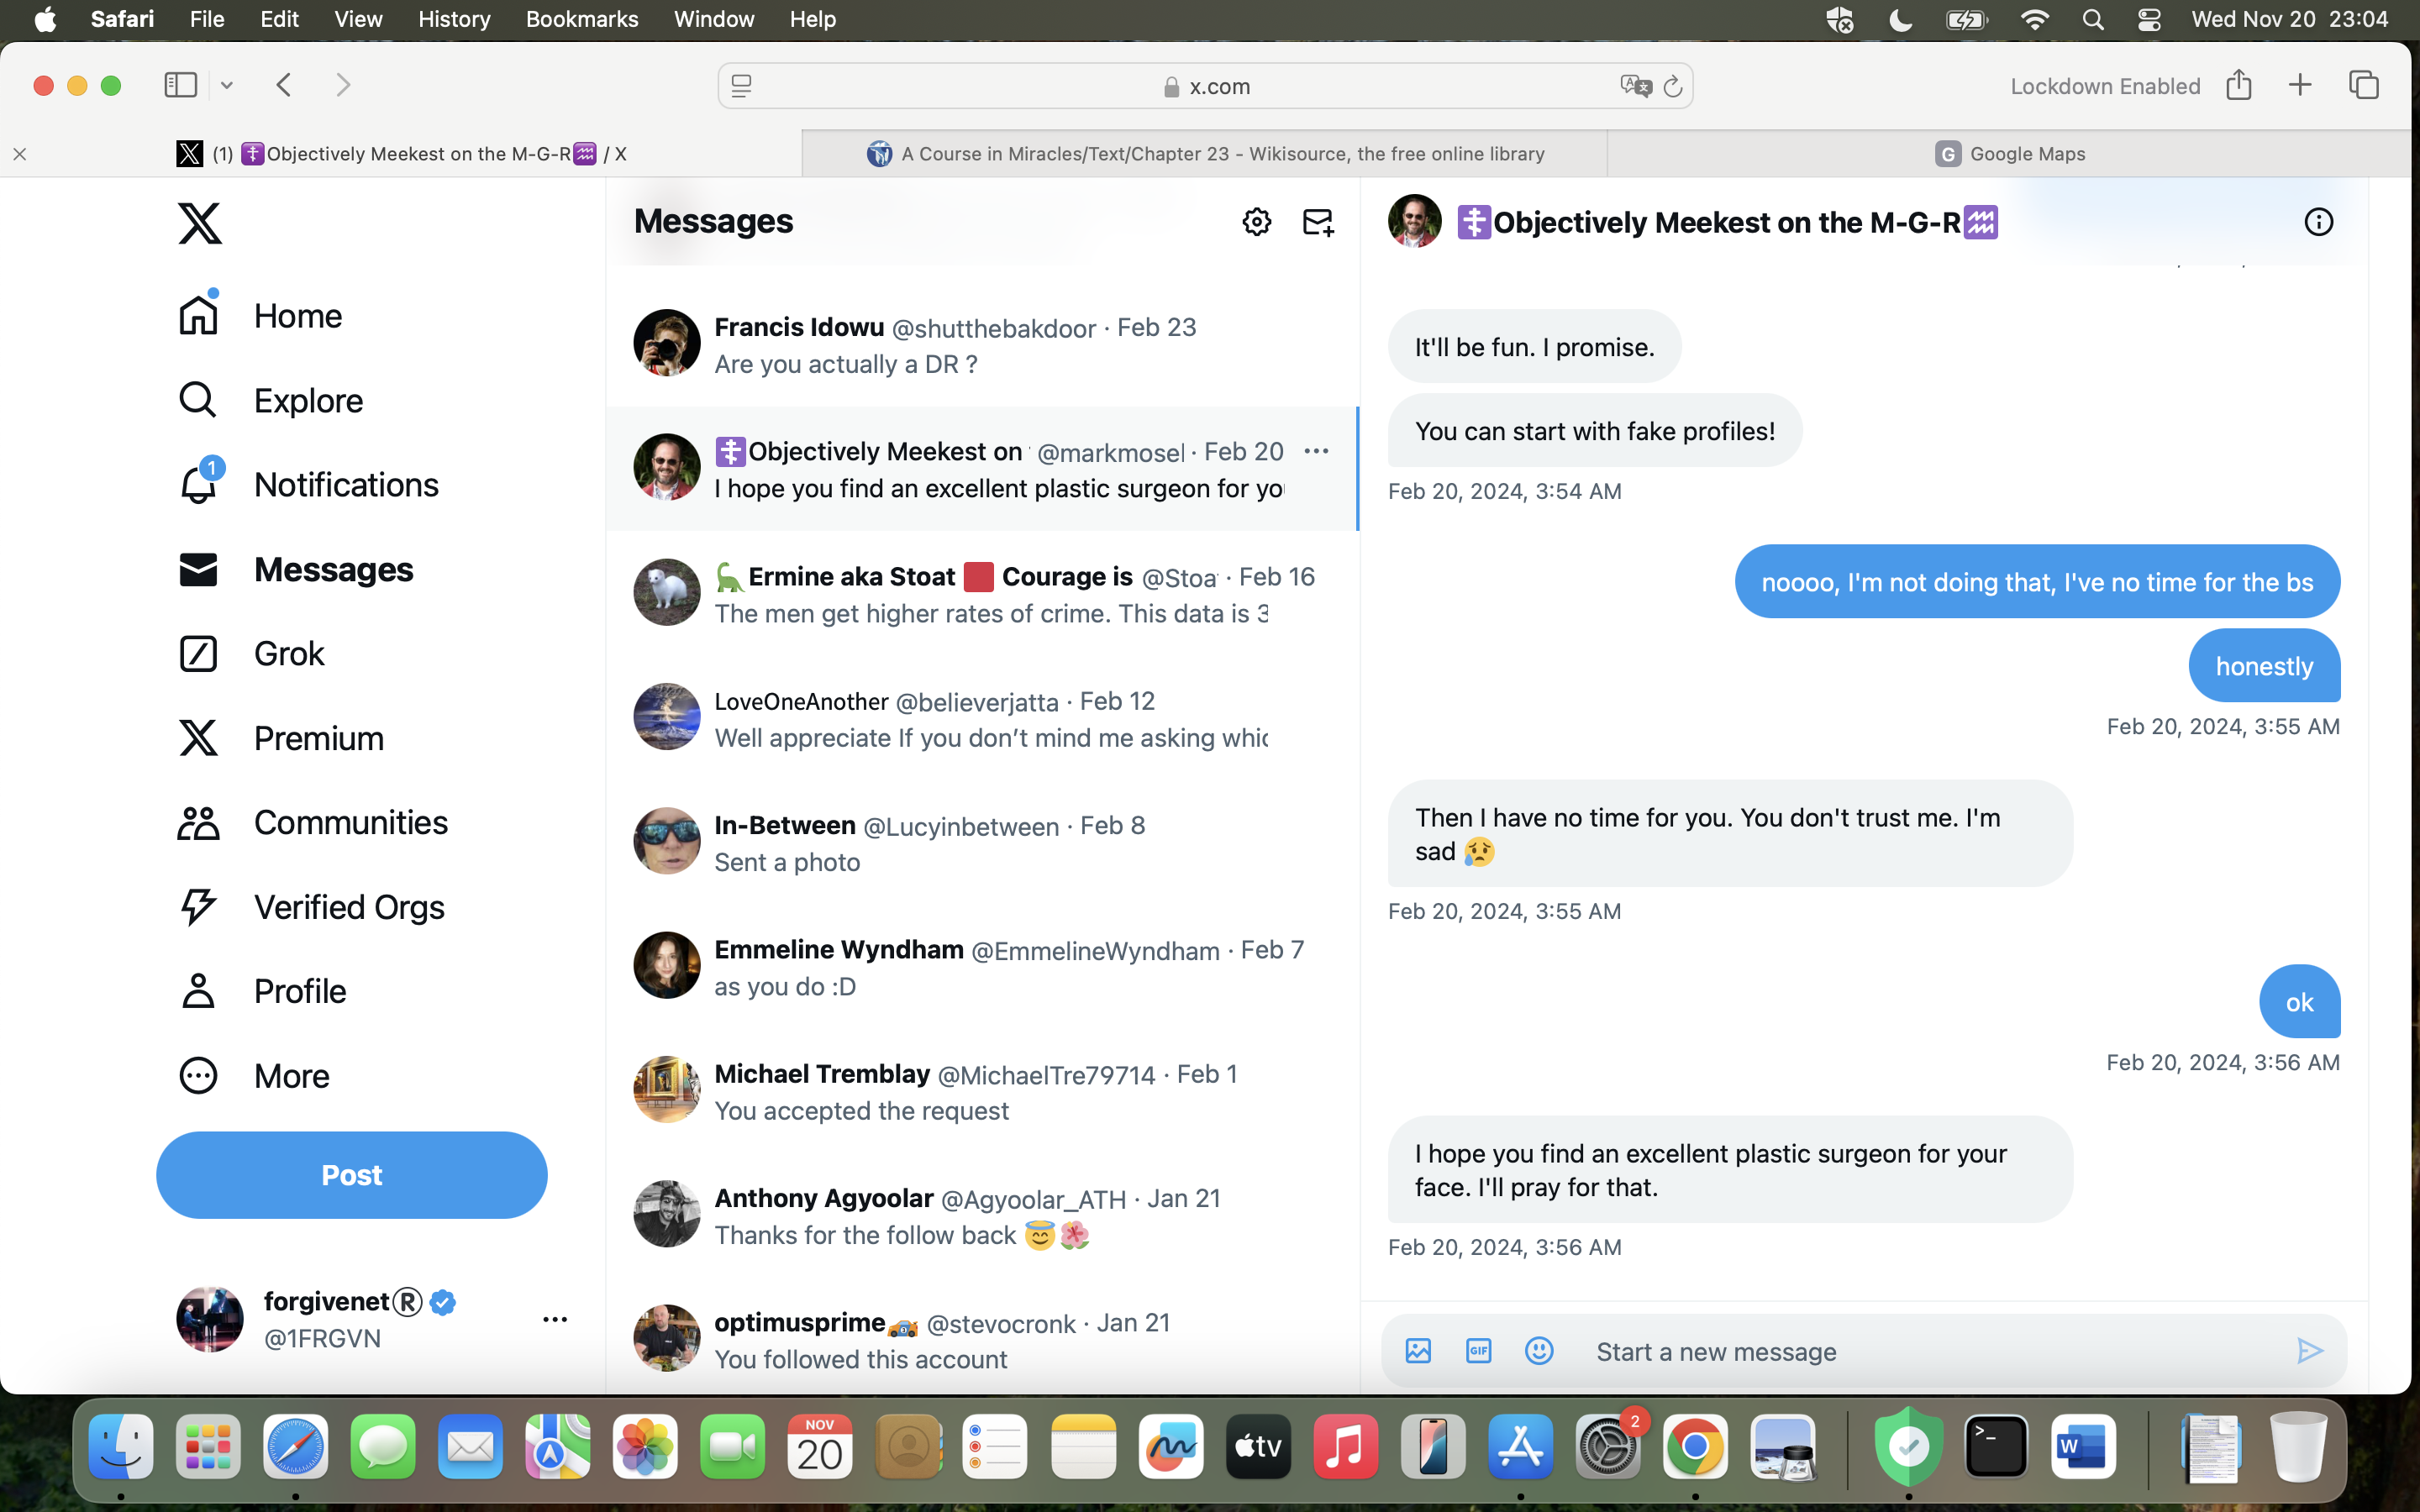 Safari File Edit View History Bookmarks Window Help Wed Nov 20 23:04
x.com Lockdown Enabled
(1) Objectively Meekest on the M-G-R♒ / X
A Course in Miracles/Text/Chapter 23 - Wikisource, the free online library
G Google Maps
Home
Explore
1
Notifications
Messages
Grok
Premium
Communities
Verified Orgs
Profile
More
Post
forgivenetⓇ
@1FRGVN
Messages
Francis Idowu @shutthebakdoor · Feb 23
Are you actually a DR ?
☦Objectively Meekest on @markmosel · Feb 20
I hope you find an excellent plastic surgeon for you
🦕Ermine aka Stoat 🟥 Courage is @Stoa · Feb 16
The men get higher rates of crime. This data is 3
LoveOneAnother @believerjatta · Feb 12
Well appreciate If you don’t mind me asking whic
In-Between @Lucyinbetween · Feb 8
Sent a photo
Emmeline Wyndham @EmmelineWyndham · Feb 7
as you do :D
Michael Tremblay @MichaelTre79714 · Feb 1
You accepted the request
Anthony Agyoolar @Agyoolar_ATH · Jan 21
Thanks for the follow back 😇🌺
optimusprime @stevocronk · Jan 21
You followed this account
☦Objectively Meekest on the M-G-R♒
It'll be fun. I promise.
You can start with fake profiles!
Feb 20, 2024, 3:54 AM
noooo, I'm not doing that, I've no time for the bs
honestly
Feb 20, 2024, 3:55 AM
Then I have no time for you. You don't trust me. I'm
sad 😥
Feb 20, 2024, 3:55 AM
ok
Feb 20, 2024, 3:56 AM
I hope you find an excellent plastic surgeon for your
face. I'll pray for that.
Feb 20, 2024, 3:56 AM
GIF Start a new message
NOV
20
tv
2
W